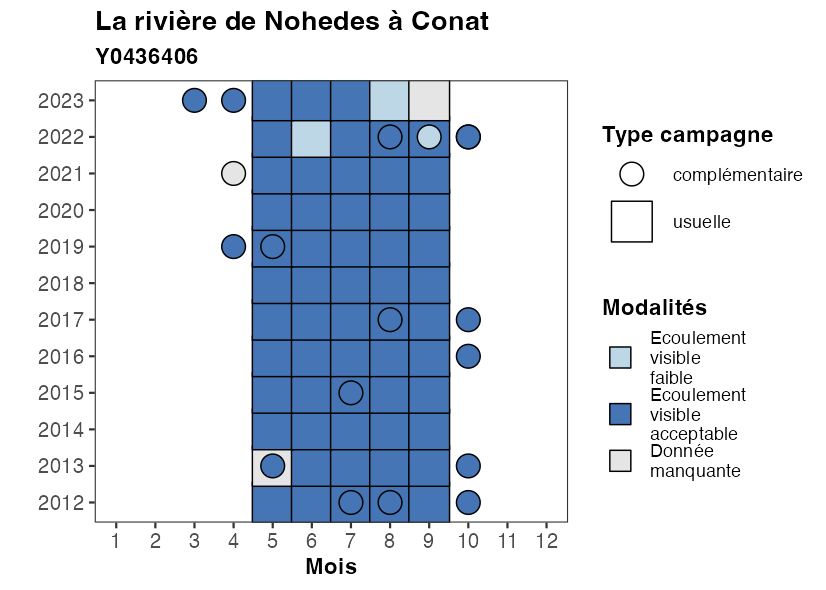 La rivière de Nohedes à Conat
Y0436406
2023
2022
2021
2020
2019
2018
2017
2016
2015
2014
2013
2012
1 2 3 4 5 6 7 8 9 10 11 12
Mois
Type campagne
complémentaire
usuelle
Modalités
Ecoulement
visible
faible
Ecoulement
visible
acceptable
Donnée
manquante